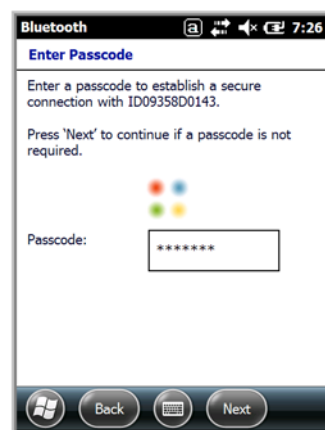 Bluetooth a 7:26
Enter Passcode
Enter a passcode to establish a secure
connection with ID09358D0143.
Press 'Next' to continue if a passcode is not
required.
Passcode: *******
Back Next